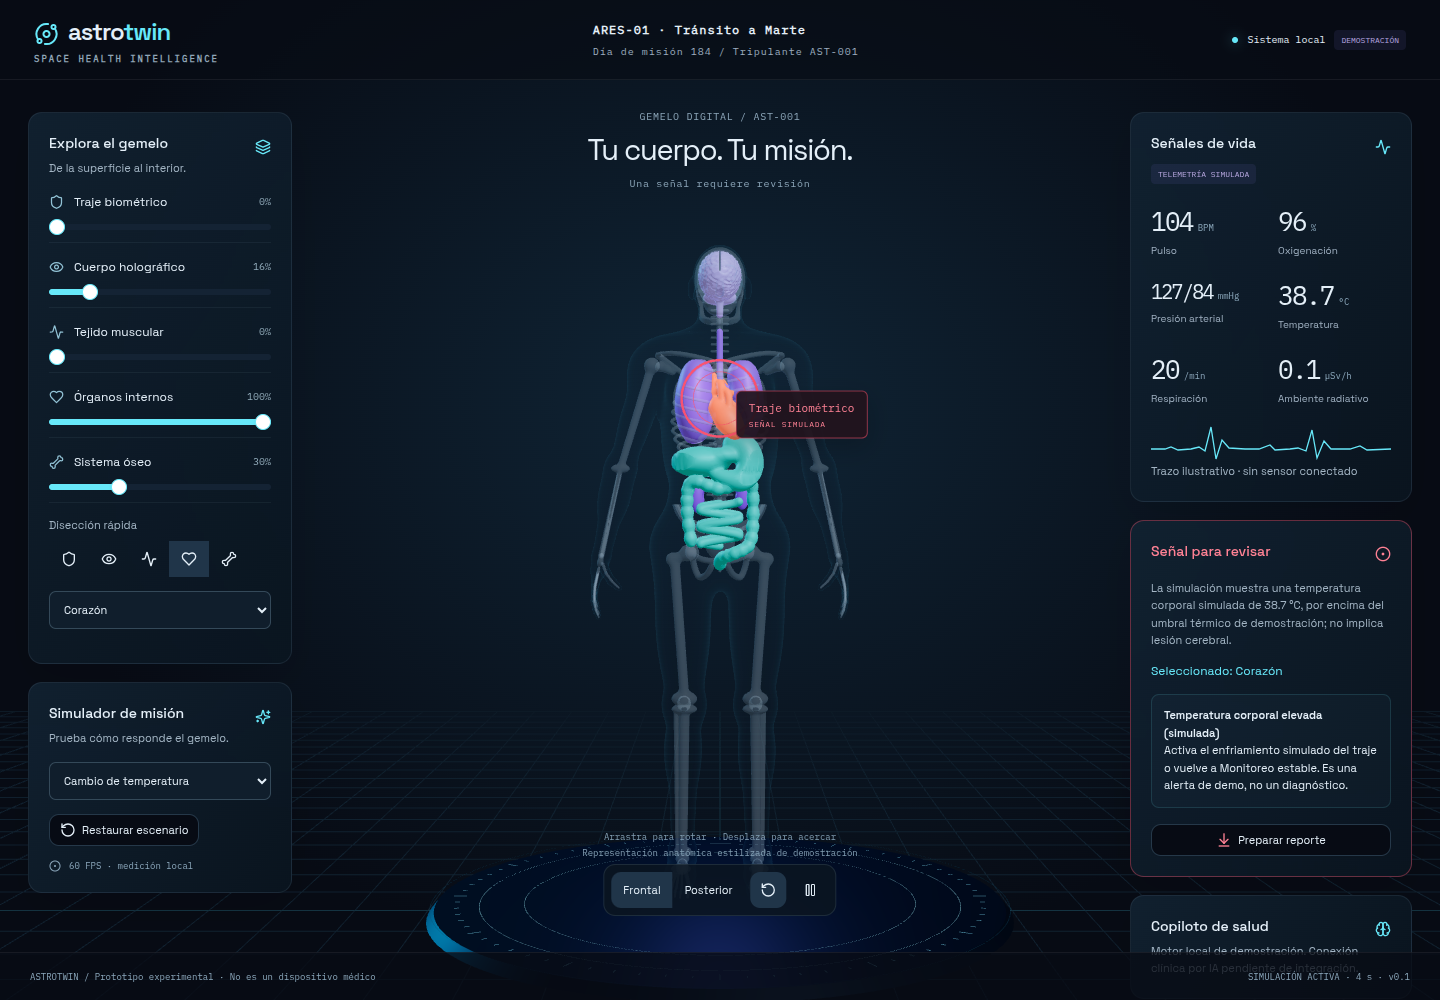 astrotwin
SPACE HEALTH INTELLIGENCE
ARES-01 · Tránsito a Marte
Día de misión 184 / Tripulante AST-001
Sistema local
DEMOSTRACIÓN
Explora el gemelo
De la superficie al interior.
Traje biométrico 0%
Cuerpo holográfico 16%
Tejido muscular 0%
Órganos internos 100%
Sistema óseo 30%
Disección rápida
Corazón
Simulador de misión
Prueba cómo responde el gemelo.
Cambio de temperatura
Restaurar escenario
60 FPS · medición local
GEMELO DIGITAL / AST-001
Tu cuerpo. Tu misión.
Una señal requiere revisión
Traje biométrico
SEÑAL SIMULADA
Arrastra para rotar · Desplaza para acercar
Representación anatómica estilizada de demostración
Frontal Posterior
Señales de vida
TELEMETRÍA SIMULADA
104 BPM 96 %
Pulso Oxigenación
127/84 mmHg 38.7 °C
Presión arterial Temperatura
20 /min 0.1 µSv/h
Respiración Ambiente radiativo
Trazo ilustrativo · sin sensor conectado
Señal para revisar
La simulación muestra una temperatura
corporal simulada de 38.7 °C, por encima del
umbral térmico de demostración; no implica
lesión cerebral.
Seleccionado: Corazón
Temperatura corporal elevada
(simulada)
Activa el enfriamiento simulado del traje
o vuelve a Monitoreo estable. Es una
alerta de demo, no un diagnóstico.
Preparar reporte
Copiloto de salud
Motor local de demostración. Conexión
clínica por IA pendiente de integración.
ASTROTWIN / Prototipo experimental · No es un dispositivo médico
SIMULACIÓN ACTIVA · 4 s · v0.1